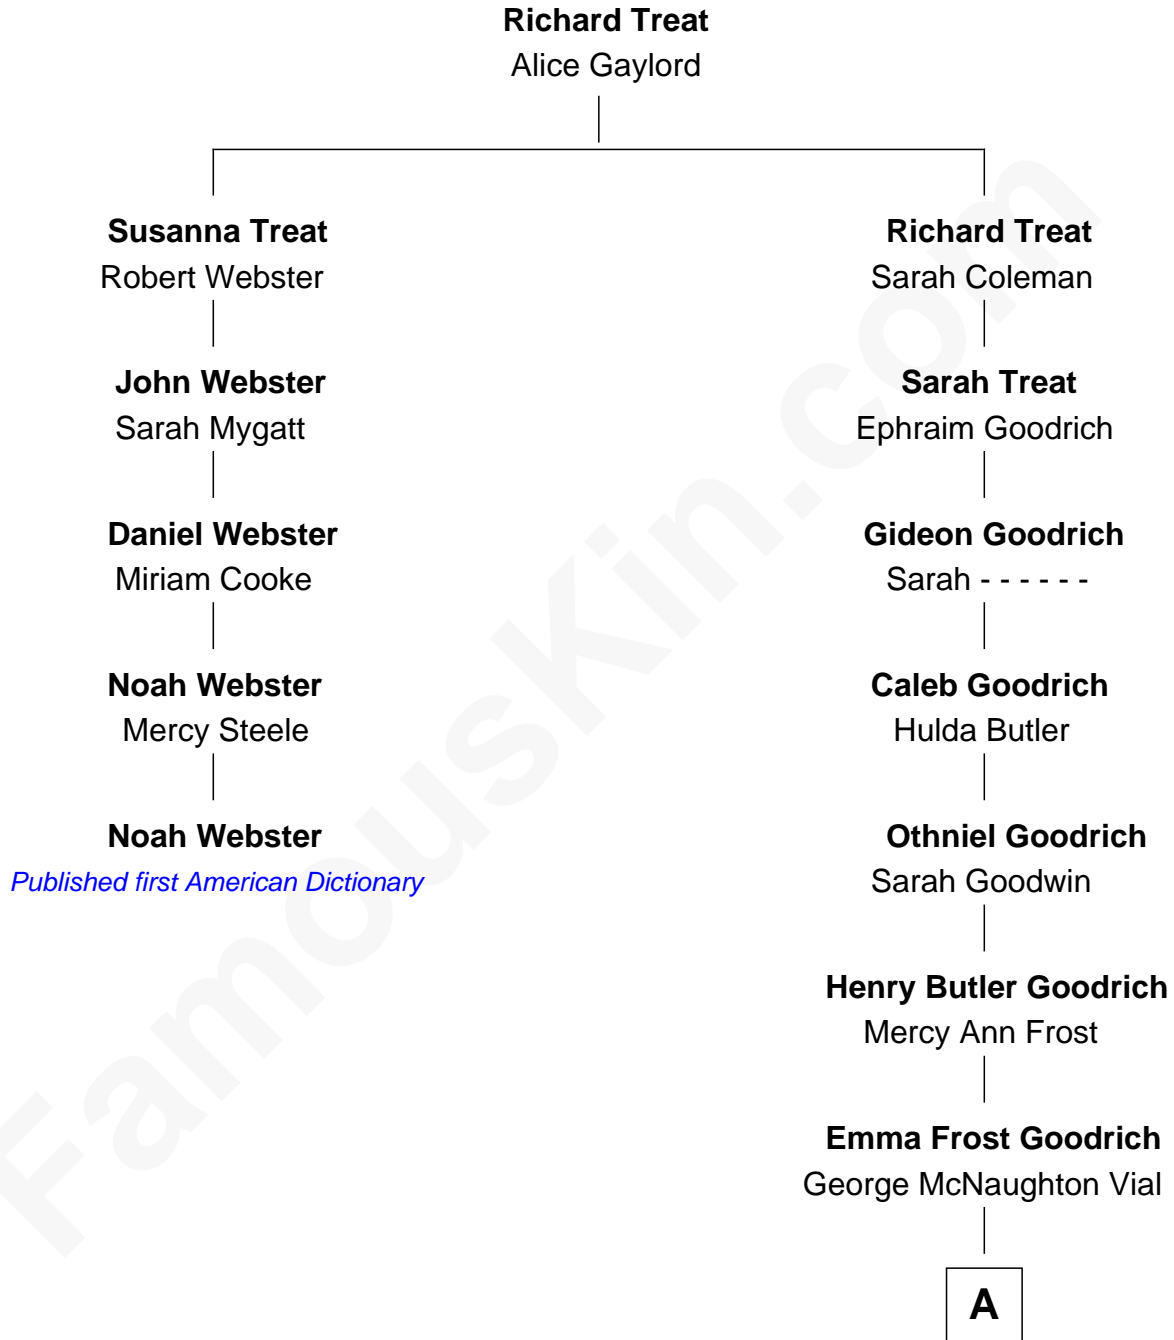 Richard Treat
Alice Gaylord
Susanna Treat
Robert Webster
Richard Treat
Sarah Coleman
John Webster
Sarah Mygatt
Sarah Treat
Ephraim Goodrich
Daniel Webster
Miriam Cooke
Gideon Goodrich
Sarah - - - - - -
Noah Webster
Mercy Steele
Caleb Goodrich
Hulda Butler
Noah Webster
Published first American Dictionary
Othniel Goodrich
Sarah Goodwin
Henry Butler Goodrich
Mercy Ann Frost
Emma Frost Goodrich
George McNaughton Vial
A
FamousKin.com